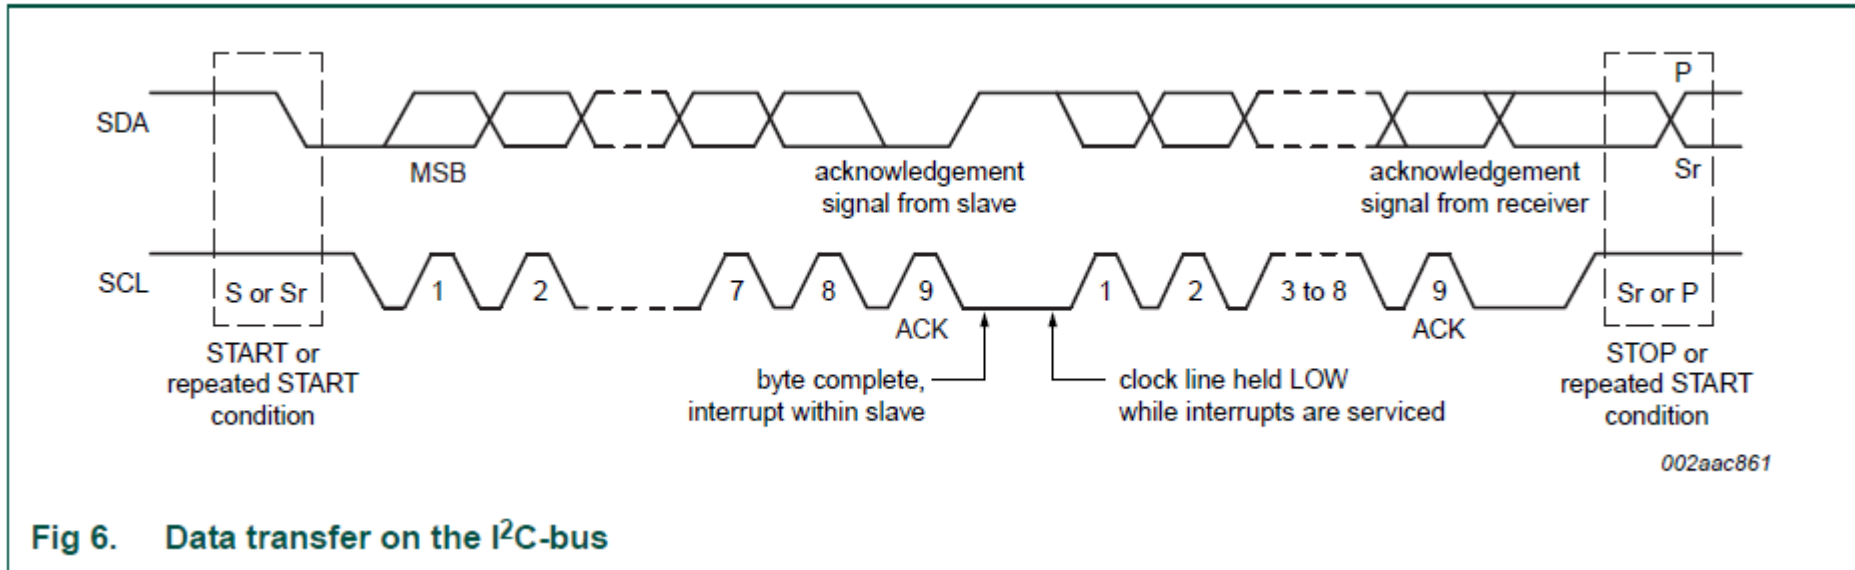 P
SDA
MSB
acknowledgement
signal from slave
acknowledgement
signal from receiver
Sr
SCL
S or Sr
1
2
7
8
9
1
2
3 to 8
9
Sr or P
ACK
ACK
START or
repeated START
condition
byte complete,
interrupt within slave
clock line held LOW
while interrupts are serviced
STOP or
repeated START
condition
002aac861
Fig 6. Data transfer on the I²C-bus